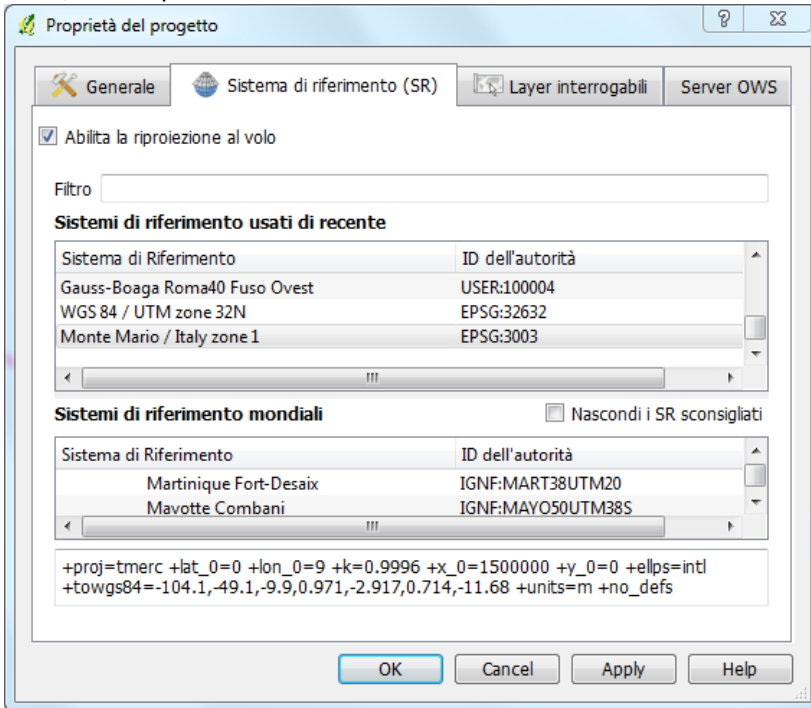 Proprietà del progetto
Generale Sistema di riferimento (SR) Layer interrogabili Server OWS
Abilita la riproiezione al volo
Filtro
Sistemi di riferimento usati di recente
Sistema di Riferimento ID dell'autorità
Gauss-Boaga Roma40 Fuso Ovest USER:100004
WGS 84 / UTM zone 32N EPSG:32632
Monte Mario / Italy zone 1 EPSG:3003
Sistemi di riferimento mondiali Nascondi i SR sconsigliati
Sistema di Riferimento ID dell'autorità
Martinique Fort-Desaix IGNF:MART38UTM20
Mayotte Combani IGNF:MAYO50UTM38S
+proj=tmerc +lat_0=0 +lon_0=9 +k=0.9996 +x_0=1500000 +y_0=0 +ellps=intl
+towgs84=-104.1,-49.1,-9.9,0.971,-2.917,0.714,-11.68 +units=m +no_defs
OK Cancel Apply Help